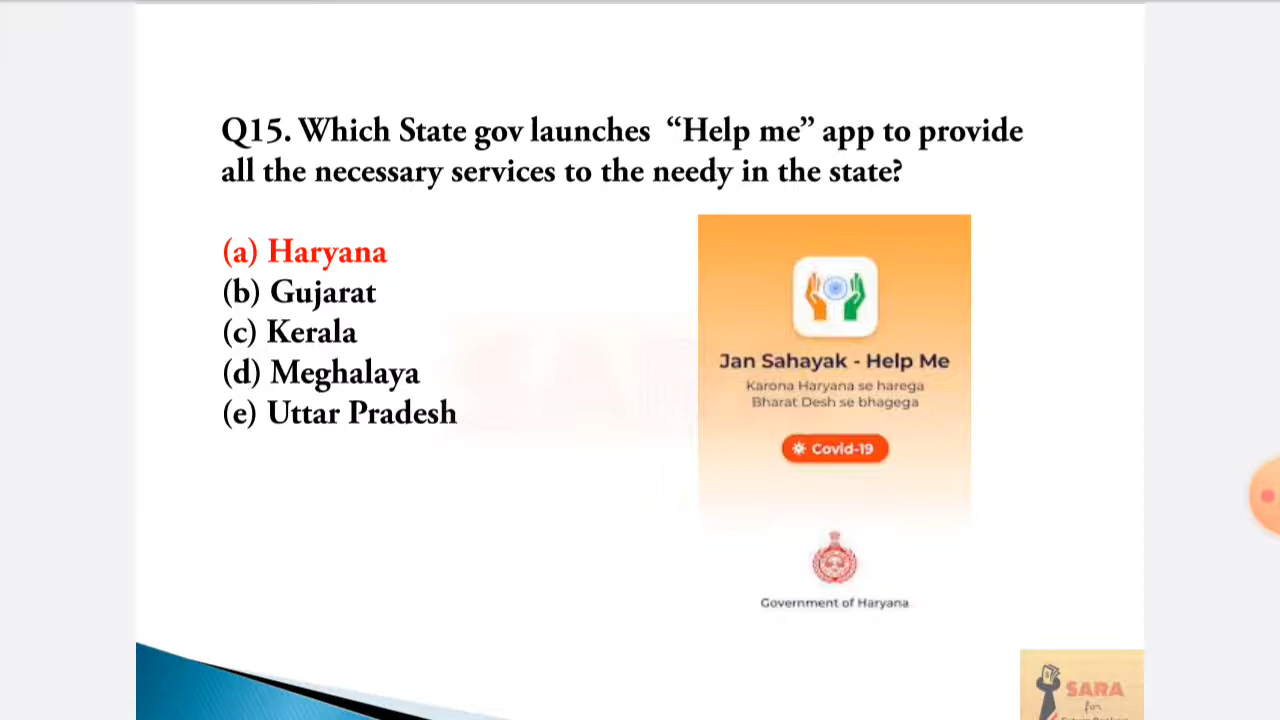 Q15. Which State gov launches “Help me” app to provide
all the necessary services to the needy in the state?
(a) Haryana
(b) Gujarat
(c) Kerala
(d) Meghalaya
(e) Uttar Pradesh
Jan Sahayak - Help Me
Karona Haryana se harega
Bharat Desh se bhagega
Covid-19
Government of Haryana
SARA
for